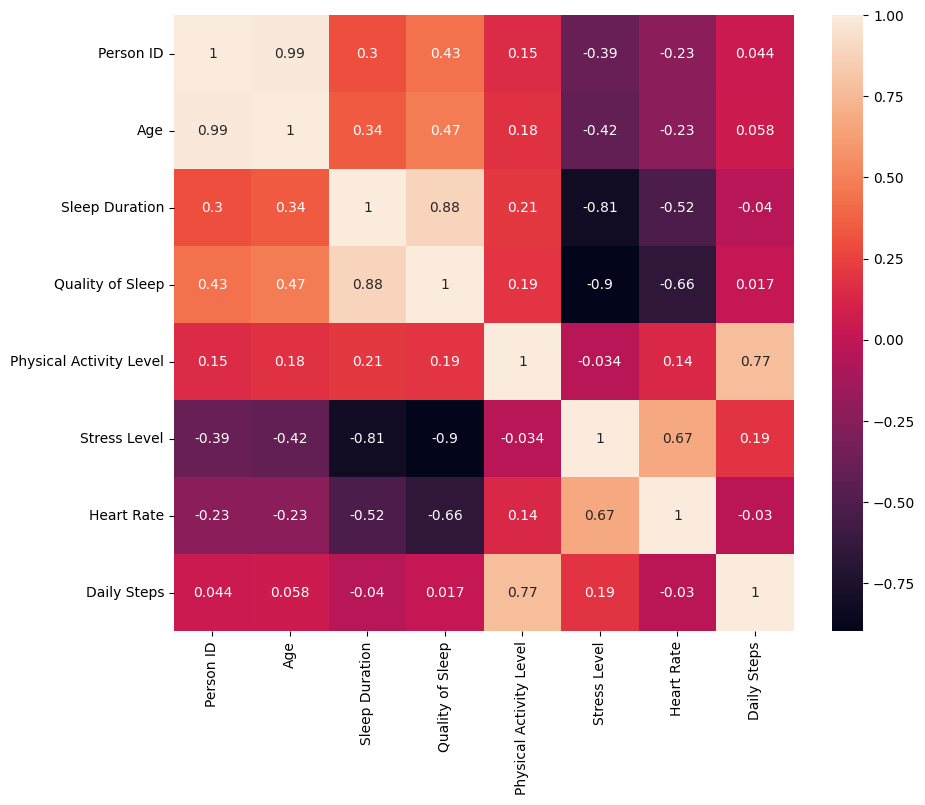 Person ID 1 0.99 0.3 0.43 0.15 -0.39 -0.23 0.044
Age 0.99 1 0.34 0.47 0.18 -0.42 -0.23 0.058
Sleep Duration 0.3 0.34 1 0.88 0.21 -0.81 -0.52 -0.04
Quality of Sleep 0.43 0.47 0.88 1 0.19 -0.9 -0.66 0.017
Physical Activity Level 0.15 0.18 0.21 0.19 1 -0.034 0.14 0.77
Stress Level -0.39 -0.42 -0.81 -0.9 -0.034 1 0.67 0.19
Heart Rate -0.23 -0.23 -0.52 -0.66 0.14 0.67 1 -0.03
Daily Steps 0.044 0.058 -0.04 0.017 0.77 0.19 -0.03 1
Person ID
Age
Sleep Duration
Quality of Sleep
Physical Activity Level
Stress Level
Heart Rate
Daily Steps
1.00
0.75
0.50
0.25
0.00
−0.25
−0.50
−0.75